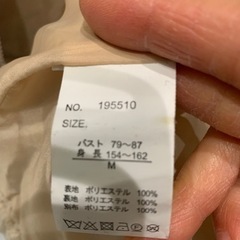 NO. 195510
SIZE.
バスト 79~87
身長 154~162
M
表地 ポリエステル 100%
裏地 ポリエステル 100%
別布 ポリエステル 100%